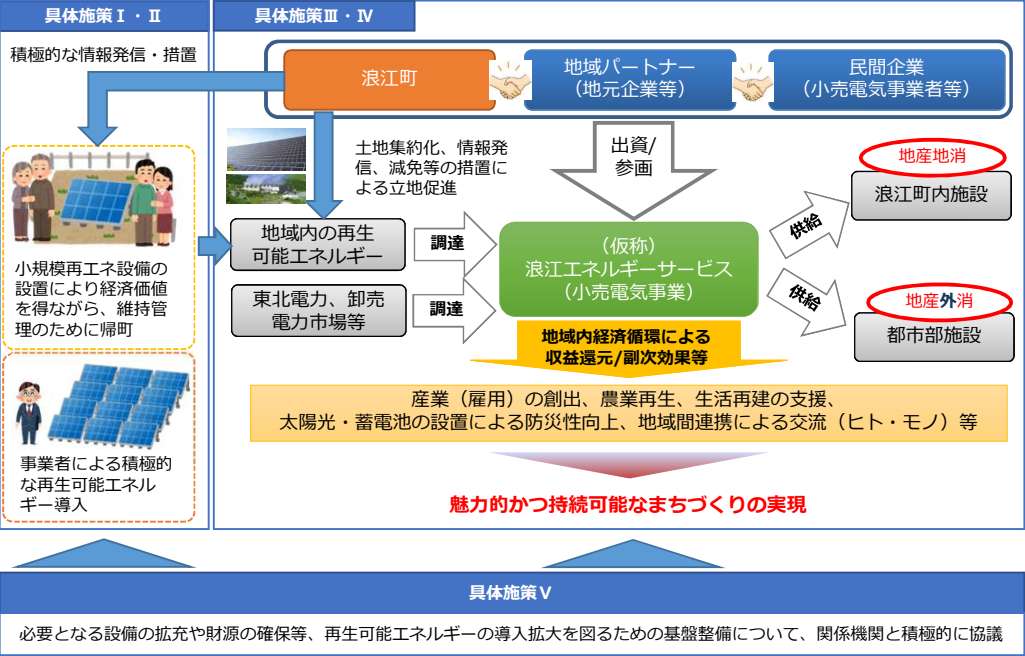 具体施策Ⅰ・Ⅱ
積極的な情報発信・措置
小規模再エネ設備の
設置により経済価値
を得ながら、維持管
理のために帰町
事業者による積極的
な再生可能エネル
ギー導入
具体施策Ⅲ・Ⅳ
浪江町
地域パートナー
（地元企業等）
民間企業
（小売電気事業者等）
土地集約化、情報発
信、減免等の措置に
よる立地促進
出資/
参画
地域内の再生
可能エネルギー
調達
東北電力、卸売
電力市場等
調達
（仮称）
浪江エネルギーサービス
（小売電気事業）
供給
地産地消
浪江町内施設
供給
地産外消
都市部施設
地域内経済循環による
収益還元/副次効果等
産業（雇用）の創出、農業再生、生活再建の支援、
太陽光・蓄電池の設置による防災性向上、地域間連携による交流（ヒト・モノ）等
魅力的かつ持続可能なまちづくりの実現
具体施策Ⅴ
必要となる設備の拡充や財源の確保等、再生可能エネルギーの導入拡大を図るための基盤整備について、関係機関と積極的に協議